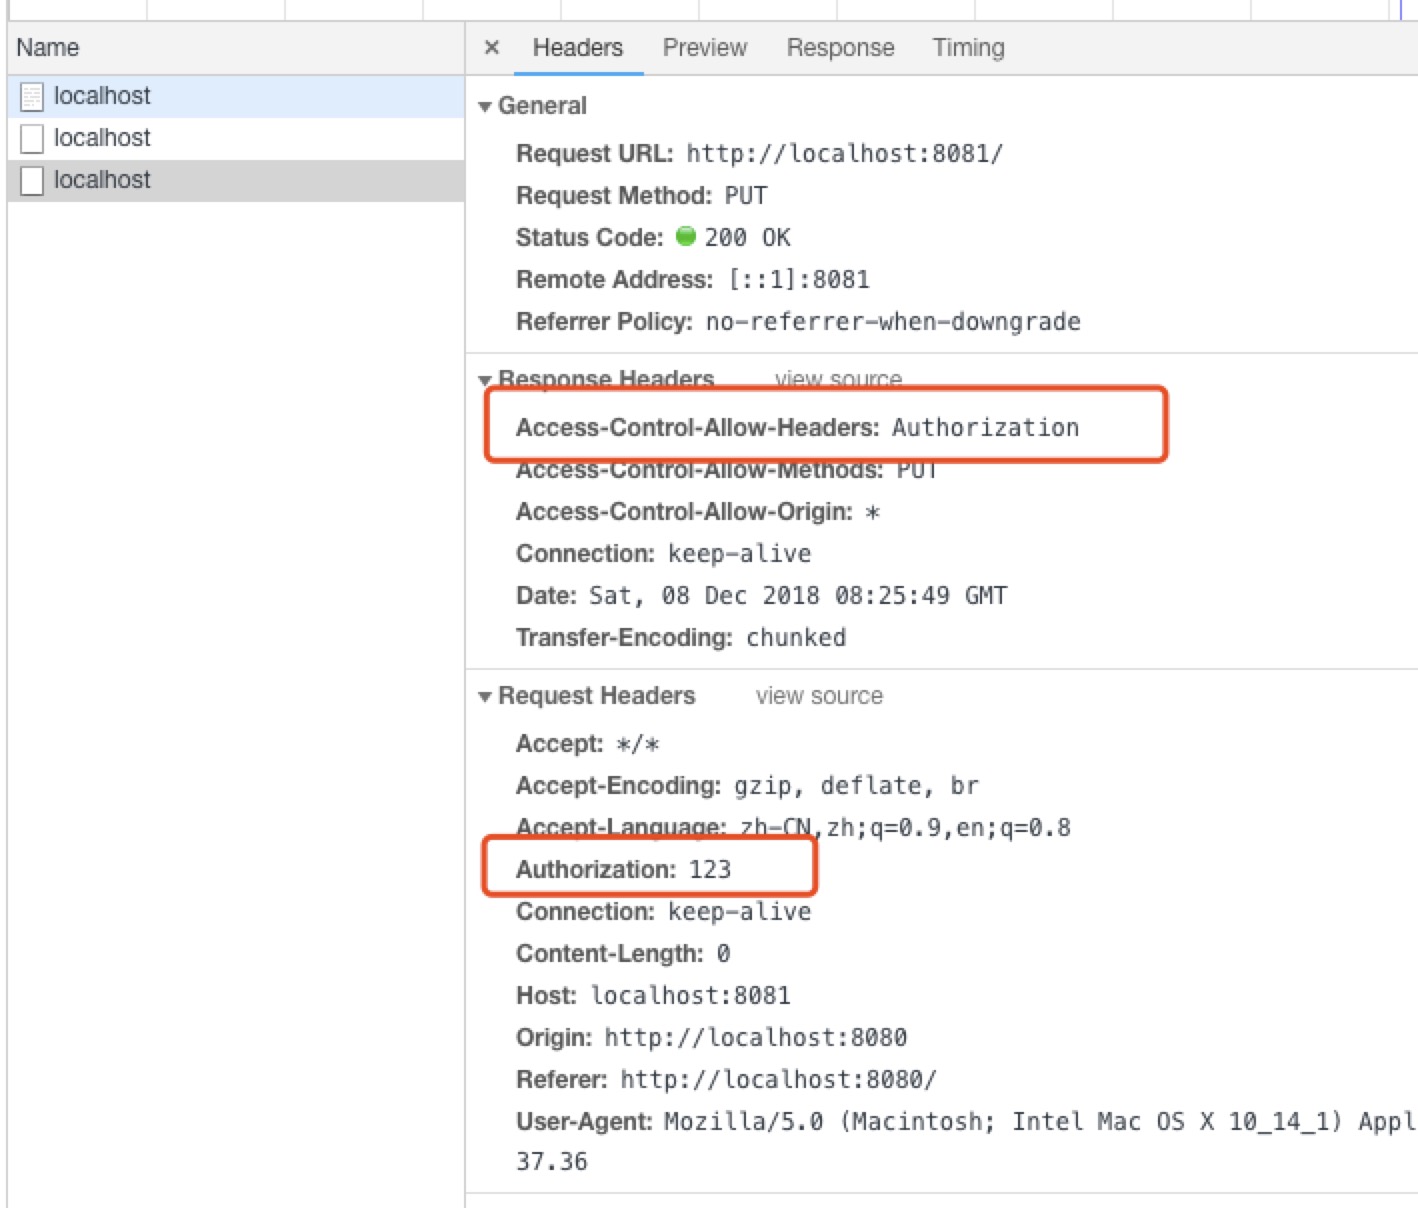 Name
× Headers Preview Response Timing
localhost
localhost
localhost
▼ General
Request URL: http://localhost:8081/
Request Method: PUT
Status Code: 200 OK
Remote Address: [::1]:8081
Referrer Policy: no-referrer-when-downgrade
▼ Response Headers view source
Access-Control-Allow-Headers: Authorization
Access-Control-Allow-Methods: PUT
Access-Control-Allow-Origin: *
Connection: keep-alive
Date: Sat, 08 Dec 2018 08:25:49 GMT
Transfer-Encoding: chunked
▼ Request Headers view source
Accept: */*
Accept-Encoding: gzip, deflate, br
Accept-Language: zh-CN,zh;q=0.9,en;q=0.8
Authorization: 123
Connection: keep-alive
Content-Length: 0
Host: localhost:8081
Origin: http://localhost:8080
Referer: http://localhost:8080/
User-Agent: Mozilla/5.0 (Macintosh; Intel Mac OS X 10_14_1) Appl
37.36